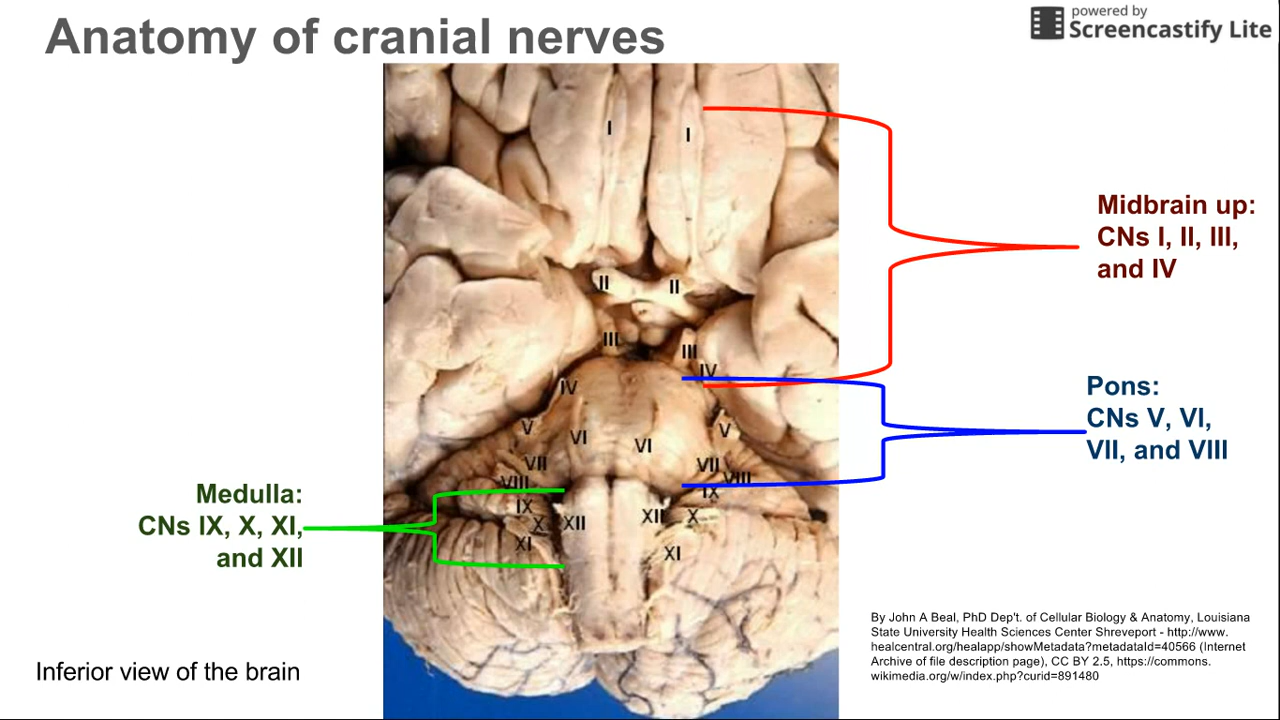 Anatomy of cranial nerves
powered by
Screencastify Lite
I
I
Midbrain up:
CNs I, II, III,
and IV
II
II
III
III
IV
IV
Pons:
CNs V, VI,
VII, and VIII
V
V
VI
VI
VII
VII
VIII
VIII
Medulla:
CNs IX, X, XI,
and XII
IX
IX
X
XII
XII
X
XI
XI
By John A Beal, PhD Dep't. of Cellular Biology & Anatomy, Louisiana
State University Health Sciences Center Shreveport - http://www.
healcentral.org/healapp/showMetadata?metadataId=40566 (Internet
Archive of file description page), CC BY 2.5, https://commons.
wikimedia.org/w/index.php?curid=891480
Inferior view of the brain